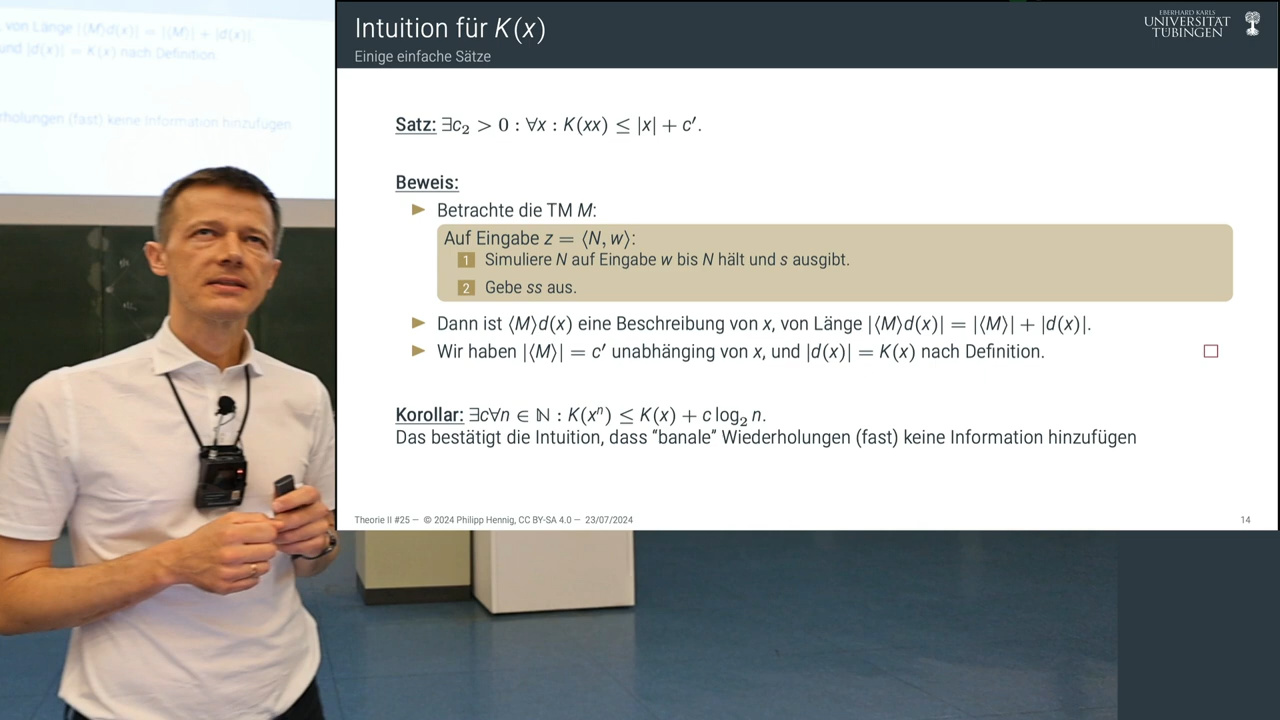 von Länge |⟨M⟩d(x)| = |⟨M⟩| + |d(x)|.
und |d(x)| = K(x) nach Definition.
rholungen (fast) keine Information hinzufügen
Intuition für K(x)
Einige einfache Sätze
EBERHARD KARLS
UNIVERSITÄT
TÜBINGEN
Satz: ∃c₂ > 0 : ∀x : K(xx) ≤ |x| + c′.
Beweis:
Betrachte die TM M:
Auf Eingabe z = ⟨N, w⟩:
1 Simuliere N auf Eingabe w bis N hält und s ausgibt.
2 Gebe ss aus.
Dann ist ⟨M⟩d(x) eine Beschreibung von x, von Länge |⟨M⟩d(x)| = |⟨M⟩| + |d(x)|.
Wir haben |⟨M⟩| = c′ unabhänging von x, und |d(x)| = K(x) nach Definition.
Korollar: ∃c∀n ∈ ℕ : K(xⁿ) ≤ K(x) + c log₂ n.
Das bestätigt die Intuition, dass “banale” Wiederholungen (fast) keine Information hinzufügen
Theorie II #25 — © 2024 Philipp Hennig, CC BY-SA 4.0 — 23/07/2024
14